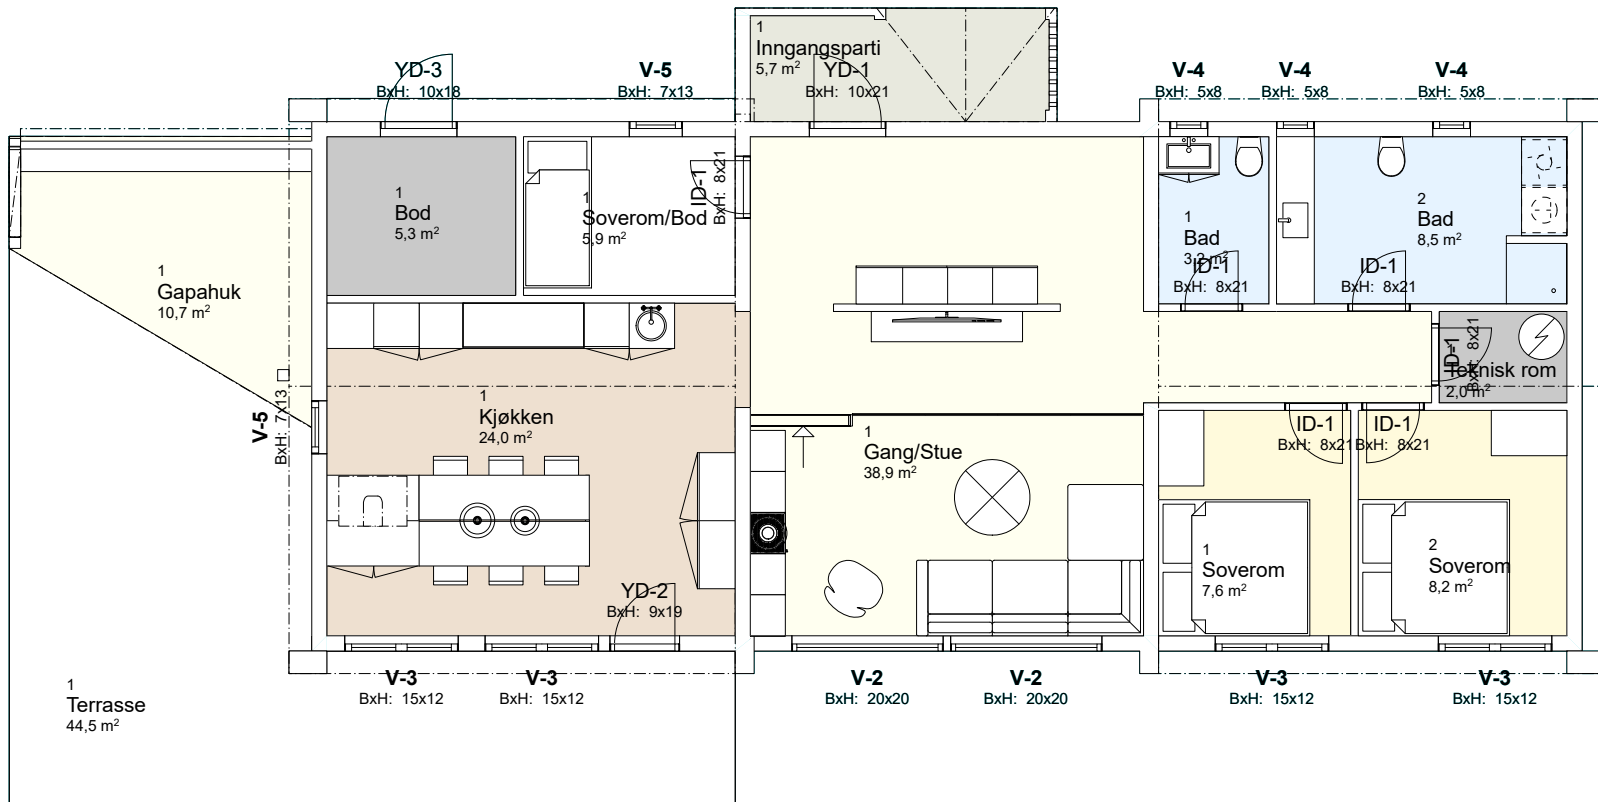 1
Inngangsparti
5,7 m²
YD-3
BxH: 10x18
V-5
BxH: 7x13
YD-1
BxH: 10x21
V-4
BxH: 5x8
V-4
BxH: 5x8
V-4
BxH: 5x8
1
Bod
5,3 m²
1
Soverom/Bod
5,9 m²
ID-1
BxH: 8x21
1
Bad
3,2 m²
ID-1
BxH: 8x21
2
Bad
8,5 m²
ID-1
BxH: 8x21
1
Gapahuk
10,7 m²
ID-1
BxH: 8x21
Teknisk rom
2,0 m²
V-5
BxH: 7x13
1
Kjøkken
24,0 m²
1
Gang/Stue
38,9 m²
ID-1
BxH: 8x21
ID-1
BxH: 8x21
1
Soverom
7,6 m²
2
Soverom
8,2 m²
YD-2
BxH: 9x19
V-3
BxH: 15x12
V-3
BxH: 15x12
V-2
BxH: 20x20
V-2
BxH: 20x20
V-3
BxH: 15x12
V-3
BxH: 15x12
1
Terrasse
44,5 m²